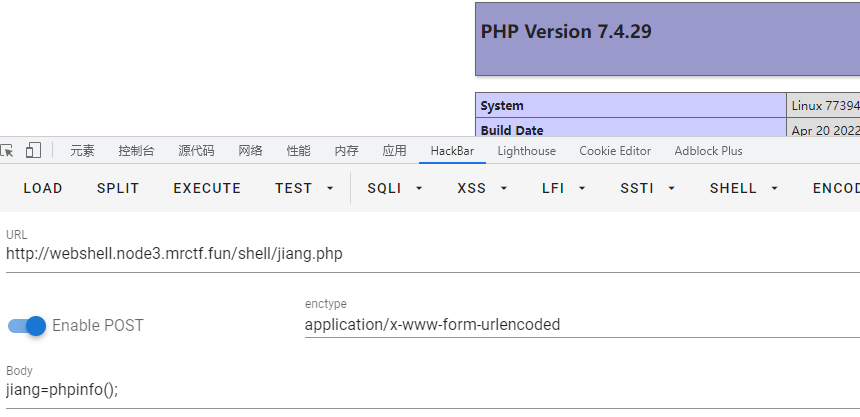 PHP Version 7.4.29
System Linux 77394
Build Date Apr 20 2022
元素 控制台 源代码 网络 性能 内存 应用 HackBar Lighthouse Cookie Editor Adblock Plus
LOAD SPLIT EXECUTE TEST SQLI XSS LFI SSTI SHELL ENCOD
URL
http://webshell.node3.mrctf.fun/shell/jiang.php
enctype
Enable POST application/x-www-form-urlencoded
Body
jiang=phpinfo();